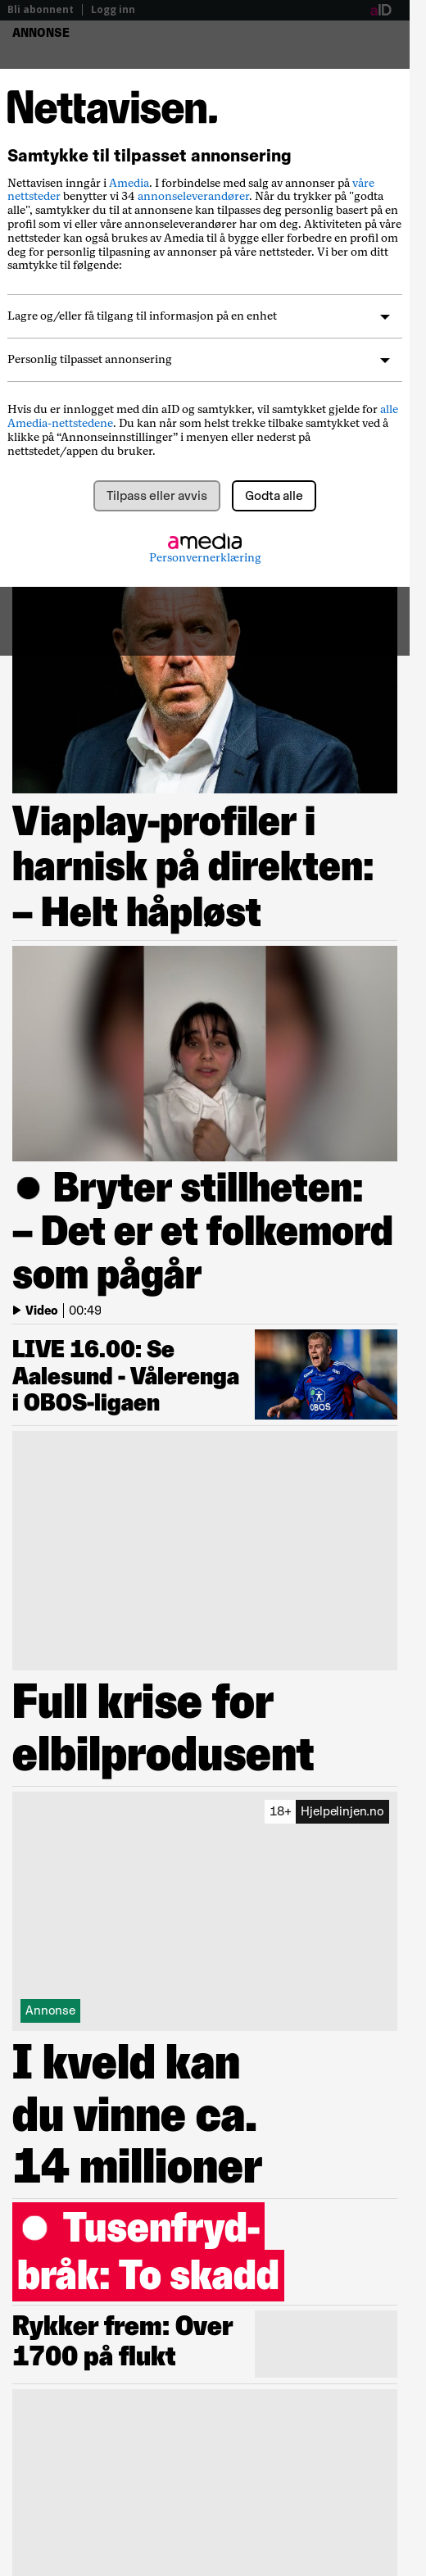 Bli abonnent | Logg inn
aID
ANNONSE
Nettavisen.
Samtykke til tilpasset annonsering
Nettavisen inngår i Amedia. I forbindelse med salg av annonser på våre
nettsteder benytter vi 34 annonseleverandører. Når du trykker på "godta
alle", samtykker du til at annonsene kan tilpasses deg personlig basert på en
profil som vi eller våre annonseleverandører har om deg. Aktiviteten på våre
nettsteder kan også brukes av Amedia til å bygge eller forbedre en profil om
deg for personlig tilpasning av annonser på våre nettsteder. Vi ber om ditt
samtykke til følgende:
Lagre og/eller få tilgang til informasjon på en enhet
Personlig tilpasset annonsering
Hvis du er innlogget med din aID og samtykker, vil samtykket gjelde for alle
Amedia-nettstedene. Du kan når som helst trekke tilbake samtykket ved å
klikke på “Annonseinnstillinger” i menyen eller nederst på
nettstedet/appen du bruker.
Tilpass eller avvis
Godta alle
amedia
Personvernerklæring
Viaplay-profiler i
harnisk på direkten:
– Helt håpløst
Bryter stillheten:
– Det er et folkemord
som pågår
Video | 00:49
LIVE 16.00: Se
Aalesund - Vålerenga
i OBOS-ligaen
OBOS
Full krise for
elbilprodusent
18+ Hjelpelinjen.no
Annonse
I kveld kan
du vinne ca.
14 millioner
Tusenfryd-
bråk: To skadd
Rykker frem: Over
1700 på flukt